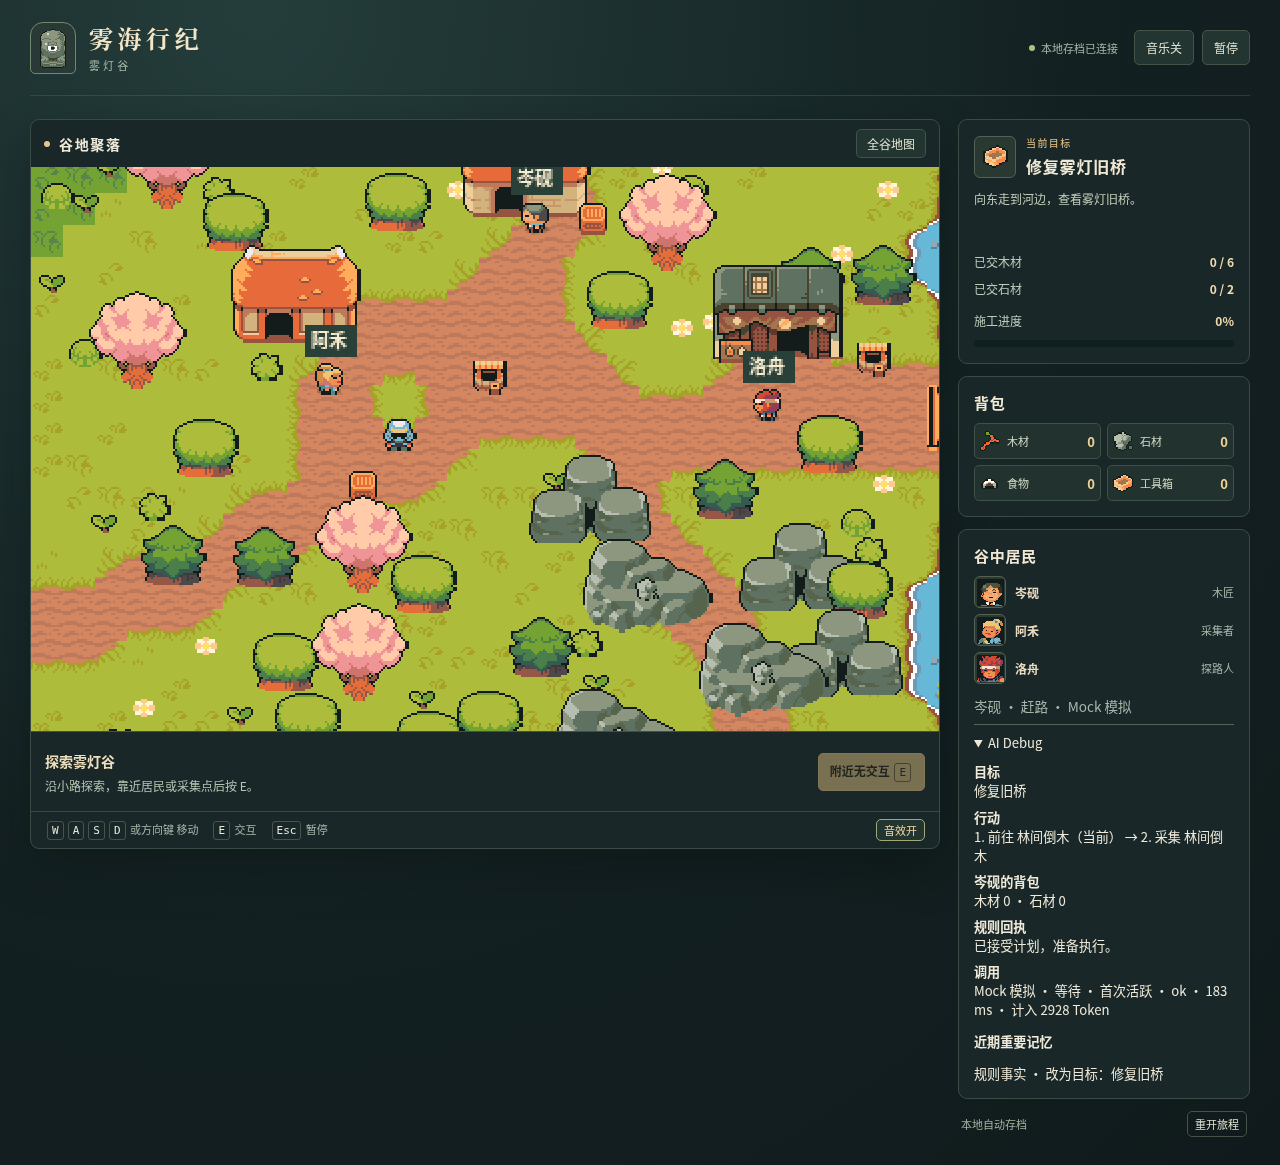 雾海行纪
雾灯谷
本地存档已连接
音乐关
暂停
谷地聚落
全谷地图
岑砚
阿禾
洛舟
探索雾灯谷
沿小路探索，靠近居民或采集点后按 E。
附近无交互 E
W A S D 或方向键 移动 E 交互 Esc 暂停
音效开
当前目标
修复雾灯旧桥
向东走到河边，查看雾灯旧桥。
已交木材 0 / 6
已交石材 0 / 2
施工进度 0%
背包
木材 0 石材 0
食物 0 工具箱 0
谷中居民
岑砚 木匠
阿禾 采集者
洛舟 探路人
岑砚 · 赶路 · Mock 模拟
▼ AI Debug
目标
修复旧桥
行动
1. 前往 林间倒木（当前） → 2. 采集 林间倒
木
岑砚的背包
木材 0 · 石材 0
规则回执
已接受计划，准备执行。
调用
Mock 模拟 · 等待 · 首次活跃 · ok · 183
ms · 计入 2928 Token
近期重要记忆
规则事实 · 改为目标：修复旧桥
本地自动存档
重开旅程